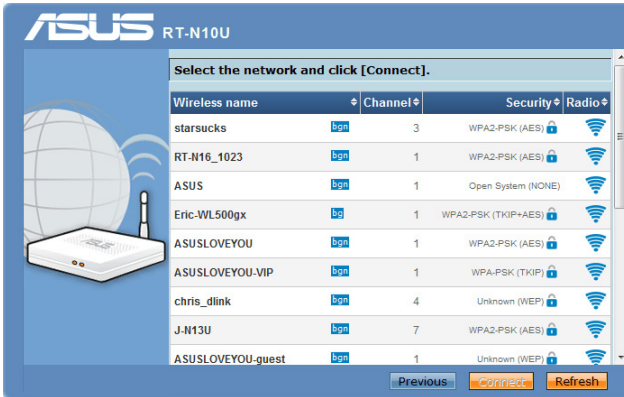 ASUS RT-N10U
Select the network and click [Connect].
Wireless name Channel Security Radio
starsucks bgn 3 WPA2-PSK (AES)
RT-N16_1023 bgn 1 WPA2-PSK (AES)
ASUS bgn 1 Open System (NONE)
Eric-WL500gx bg 1 WPA2-PSK (TKIP+AES)
ASUSLOVEYOU bgn 1 WPA2-PSK (AES)
ASUSLOVEYOU-VIP bgn 1 WPA-PSK (TKIP)
chris_dlink bgn 4 Unknown (WEP)
J-N13U bgn 7 WPA2-PSK (AES)
ASUSLOVEYOU-guest bgn 1 Unknown (WEP)
ASUS
Previous Connect Refresh